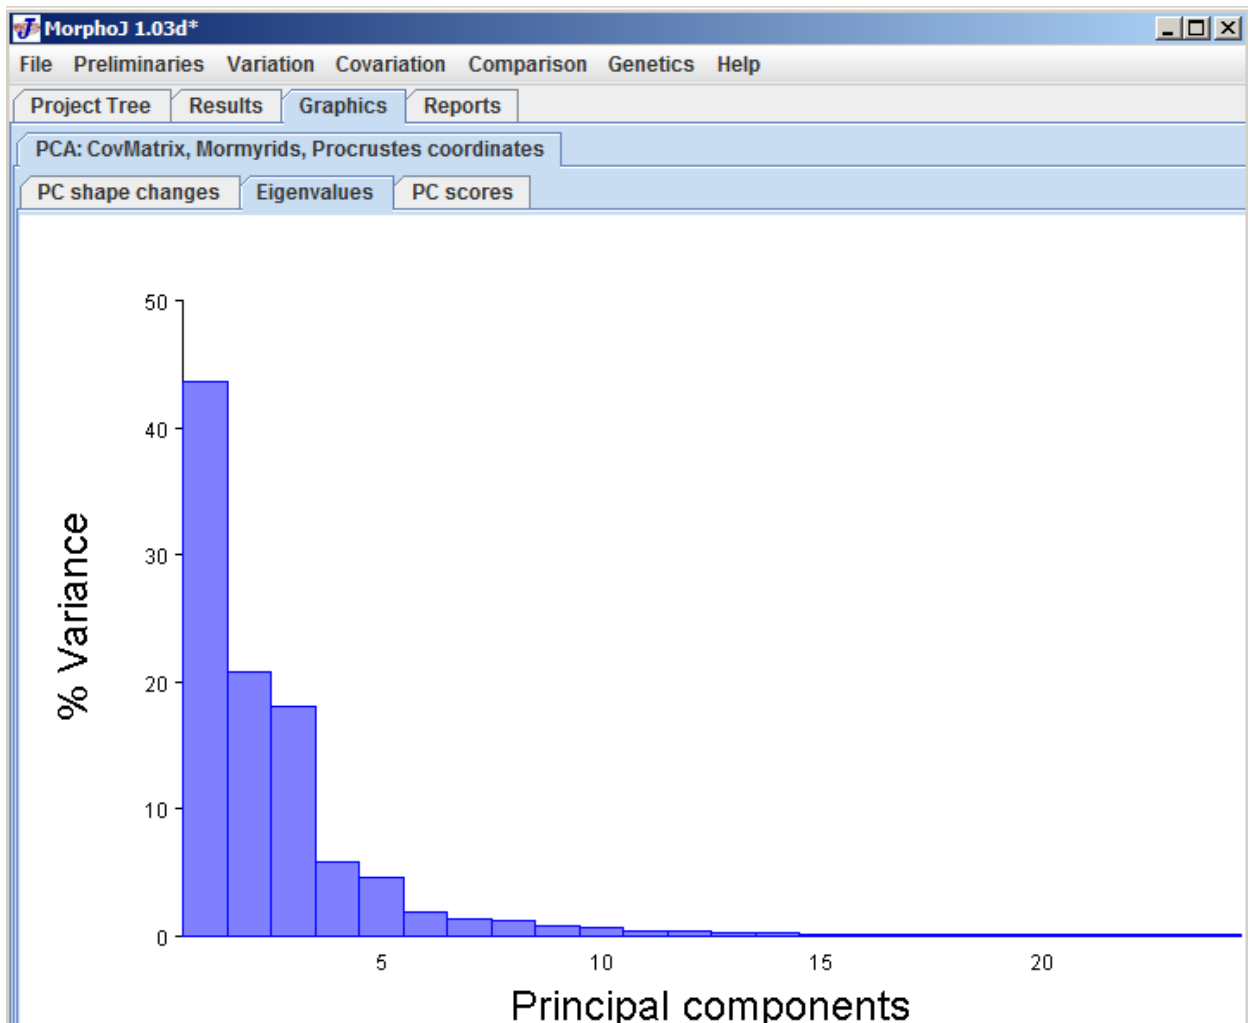 MorphoJ 1.03d*
File Preliminaries Variation Covariation Comparison Genetics Help
Project Tree Results Graphics Reports
PCA: CovMatrix, Mormyrids, Procrustes coordinates
PC shape changes Eigenvalues PC scores
50
40
30
20
10
0
% Variance
5 10 15 20
Principal components